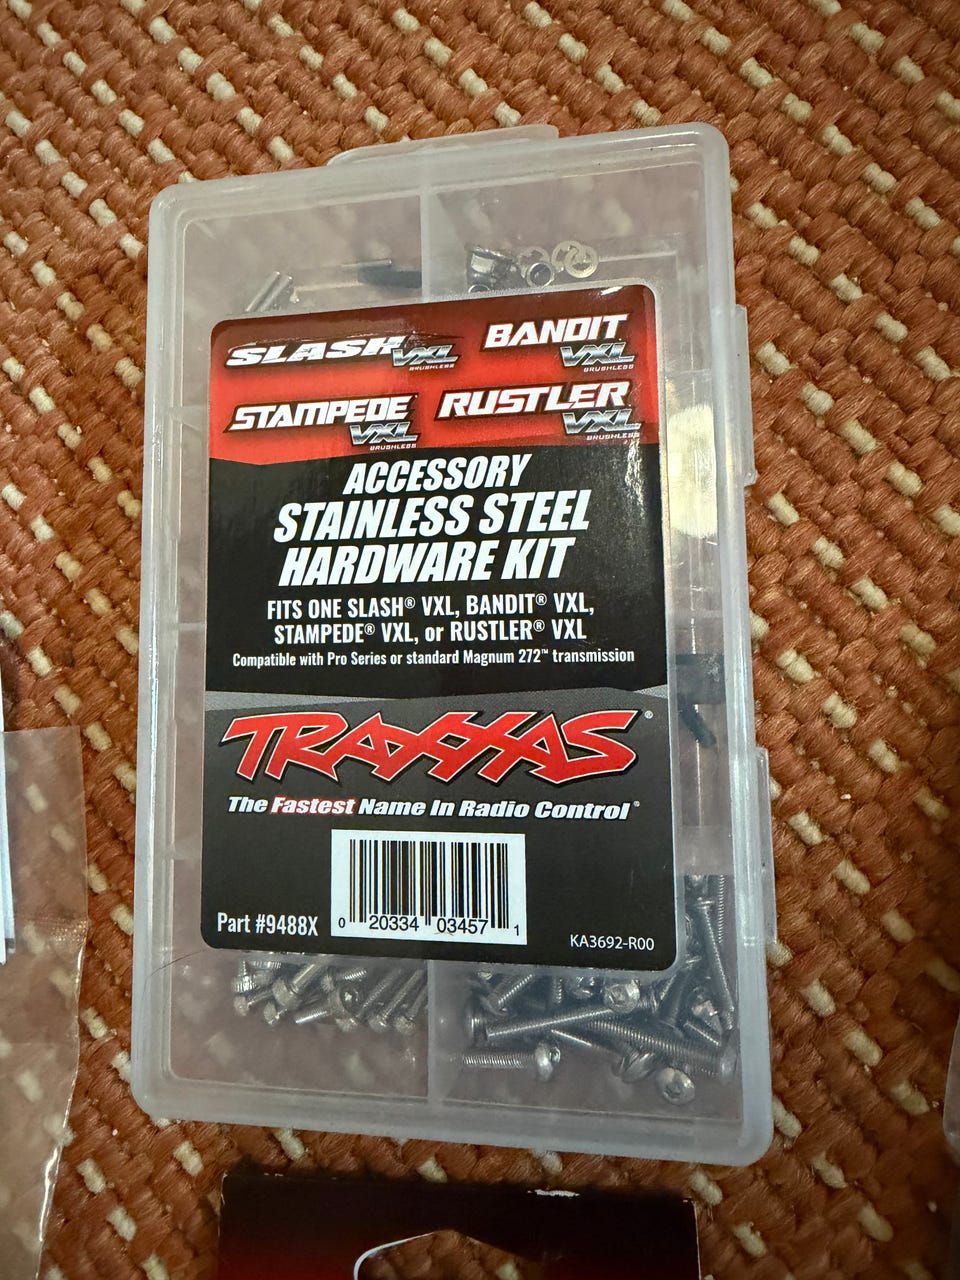 SLASH VXL BRUSHLESS
BANDIT VXL BRUSHLESS
STAMPEDE VXL BRUSHLESS
RUSTLER VXL BRUSHLESS
ACCESSORY
STAINLESS STEEL
HARDWARE KIT
FITS ONE SLASH® VXL, BANDIT® VXL,
STAMPEDE® VXL, or RUSTLER® VXL
Compatible with Pro Series or standard Magnum 272™ transmission
TRAXXAS®
The Fastest Name In Radio Control®
Part #9488X
0 20334 03457 1
KA3692-R00